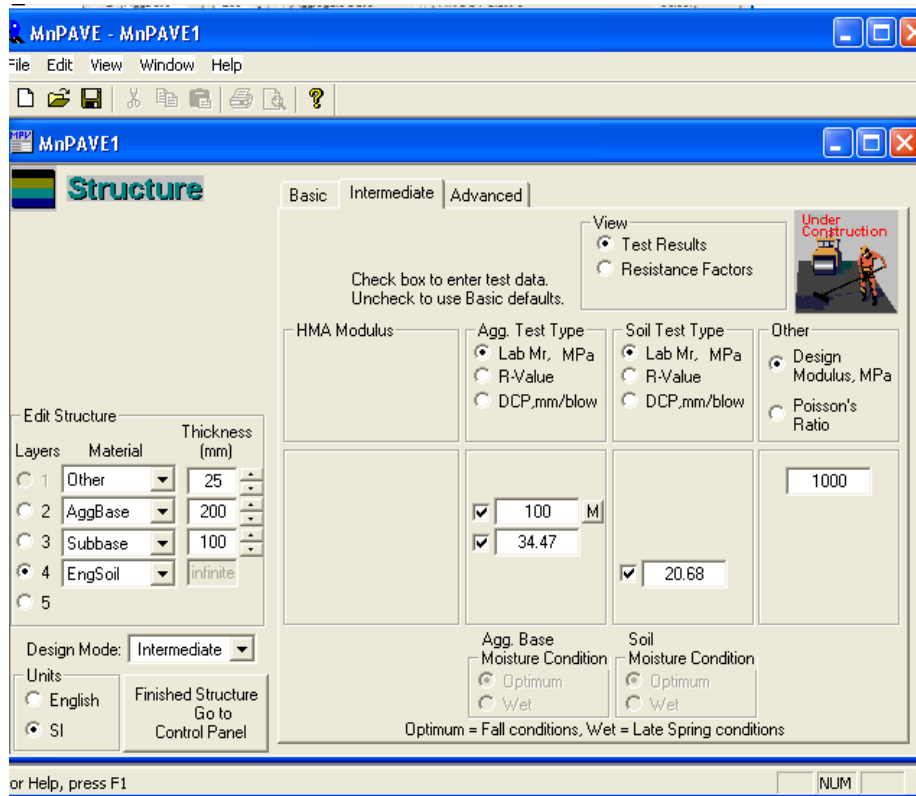 MnPAVE - MnPAVE1
File Edit View Window Help
MPV MnPAVE1
Structure
Basic Intermediate Advanced
View
Test Results
Resistance Factors
Under
Construction
Check box to enter test data.
Uncheck to use Basic defaults.
HMA Modulus
Agg. Test Type
Lab Mr, MPa
R-Value
DCP,mm/blow
Soil Test Type
Lab Mr, MPa
R-Value
DCP,mm/blow
Other
Design
Modulus, MPa
Poisson's
Ratio
Edit Structure
Layers Material Thickness
(mm)
1 Other 25
2 AggBase 200
3 Subbase 100
4 EngSoil infinite
5
1000
100 M
34.47
20.68
Design Mode: Intermediate
Units
English
SI
Finished Structure
Go to
Control Panel
Agg. Base
Moisture Condition
Optimum
Wet
Soil
Moisture Condition
Optimum
Wet
Optimum = Fall conditions, Wet = Late Spring conditions
or Help, press F1
NUM